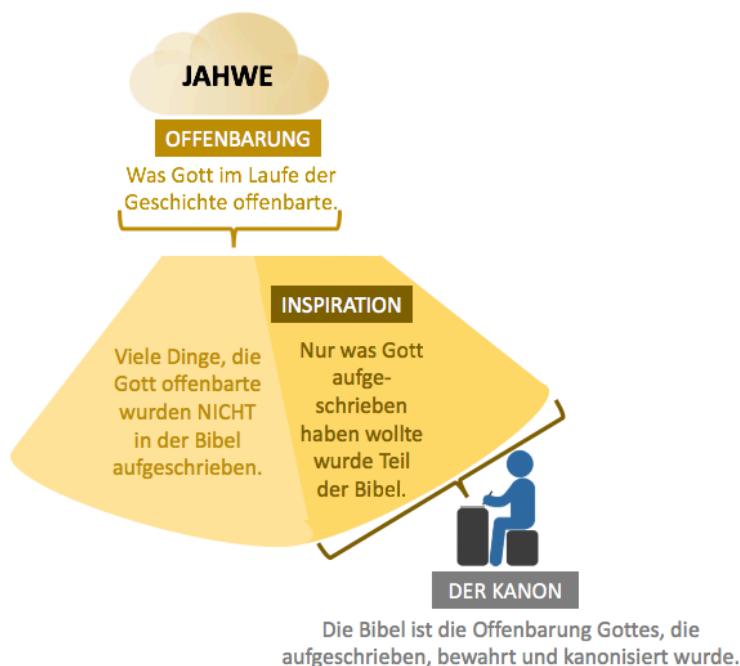 JAHWE
OFFENBARUNG
Was Gott im Laufe der
Geschichte offenbarte.
INSPIRATION
Viele Dinge, die
Gott offenbarte
wurden NICHT
in der Bibel
aufgeschrieben.
Nur was Gott
aufge-
schrieben
haben wollte
wurde Teil
der Bibel.
DER KANON
Die Bibel ist die Offenbarung Gottes, die
aufgeschrieben, bewahrt und kanonisiert wurde.